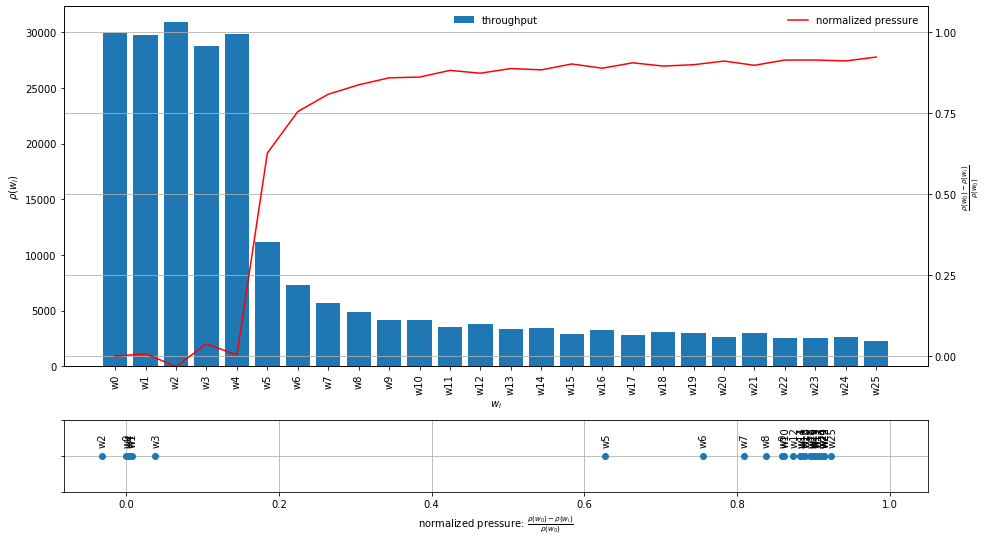 throughput
normalized pressure
30000
25000
20000
15000
10000
5000
0
ρ(wᵢ)
1.00
0.75
0.50
0.25
0.00
ρ(w₀) − ρ(wᵢ)
ρ(w₀)
w0 w1 w2 w3 w4 w5 w6 w7 w8 w9 w10 w11 w12 w13 w14 w15 w16 w17 w18 w19 w20 w21 w22 w23 w24 w25
wᵢ
w2 w3 w5 w6 w7 w8 w10 w12 w25
0.0 0.2 0.4 0.6 0.8 1.0
normalized pressure: ρ(w₀) − ρ(wᵢ)
ρ(w₀)